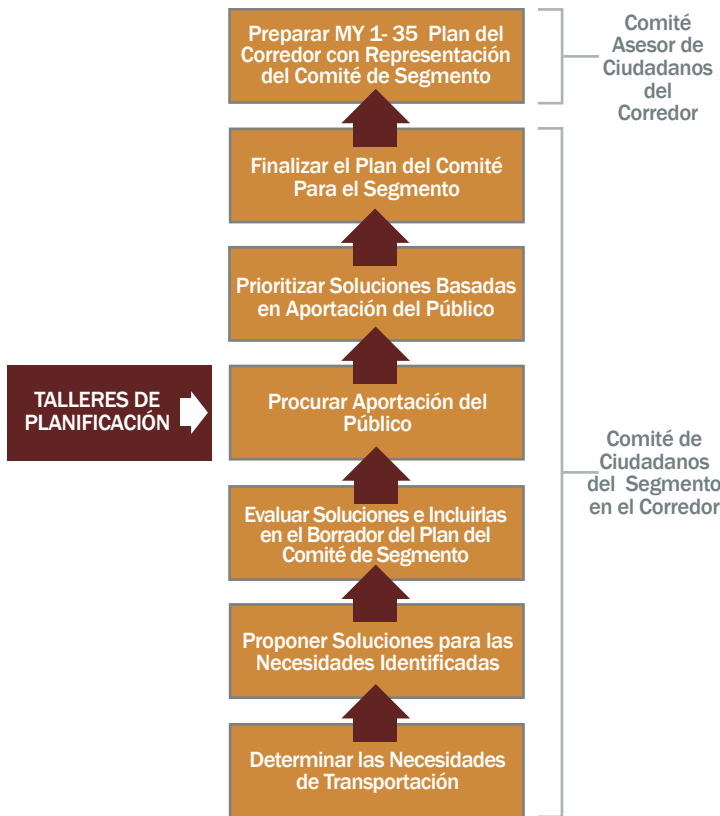 Preparar MY 1- 35 Plan del
Corredor con Representación
del Comité de Segmento
Comité
Asesor de
Ciudadanos
del
Corredor
Finalizar el Plan del Comité
Para el Segmento
Prioritizar Soluciones Basadas
en Aportación del Público
TALLERES DE
PLANIFICACIÓN
Procurar Aportación del
Público
Comité de
Ciudadanos
del Segmento
en el Corredor
Evaluar Soluciones e Incluirlas
en el Borrador del Plan del
Comité de Segmento
Proponer Soluciones para las
Necesidades Identificadas
Determinar las Necesidades
de Transportación